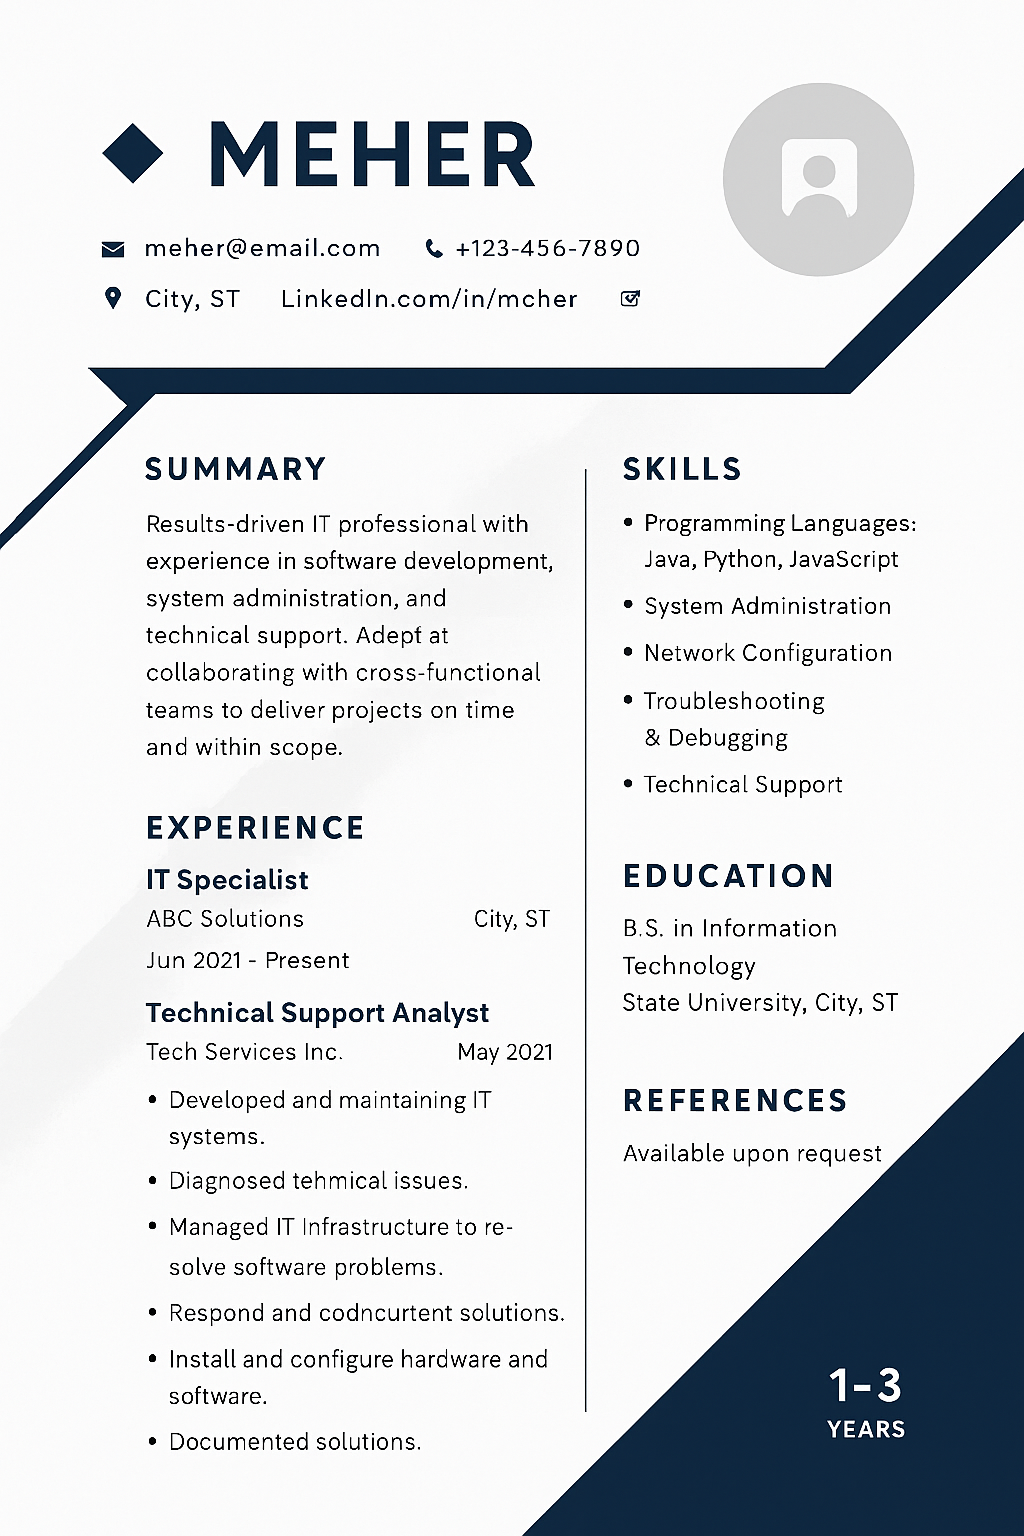 MEHER
meher@email.com +123-456-7890
City, ST LinkedIn.com/in/mcher
SUMMARY
Results-driven IT professional with
experience in software development,
system administration, and
technical support. Adept at
collaborating with cross-functional
teams to deliver projects on time
and within scope.
EXPERIENCE
IT Specialist
ABC Solutions City, ST
Jun 2021 - Present
Technical Support Analyst
Tech Services Inc. May 2021
• Developed and maintaining IT
systems.
• Diagnosed tehmical issues.
• Managed IT Infrastructure to re-
solve software problems.
• Respond and codncurtent solutions.
• Install and configure hardware and
software.
• Documented solutions.
SKILLS
• Programming Languages:
Java, Python, JavaScript
• System Administration
• Network Configuration
• Troubleshooting
& Debugging
• Technical Support
EDUCATION
B.S. in Information
Technology
State University, City, ST
REFERENCES
Available upon request
1-3
YEARS